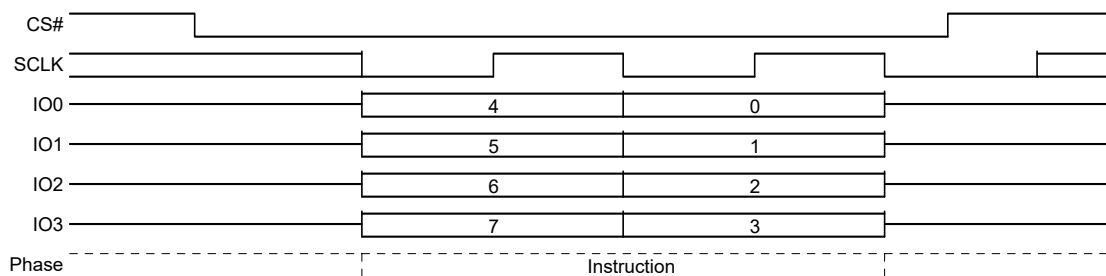 CS#
SCLK
IO0 4 0
IO1 5 1
IO2 6 2
IO3 7 3
Phase Instruction